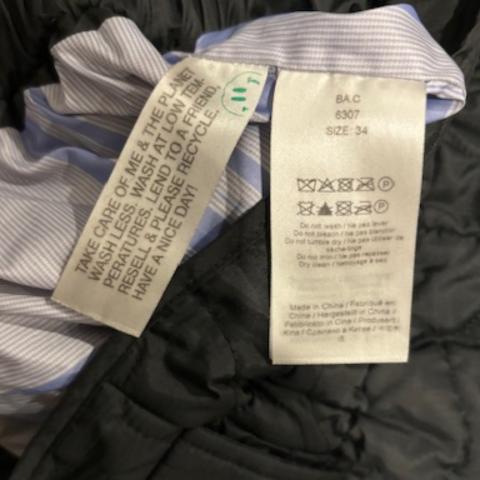 TAKE CARE OF ME & THE PLANET
WASH LESS. WASH AT LOW TEM-
PERATURES. LEND TO A FRIEND,
RESELL, & PLEASE RECYCLE.
HAVE A NICE DAY!
BA.C
6307
SIZE: 34
P
P
Do not wash / Ne pas laver
Do not bleach / Ne pas blanchir
Do not tumble dry / Ne pas utiliser de
sèche-linge
Do not iron / Ne pas repasser
Dry clean / Nettoyage à sec
Made in China / Fabriqué en
China / Hergestellt in China /
Fabbricato in Cina / Produsert i
Kina /